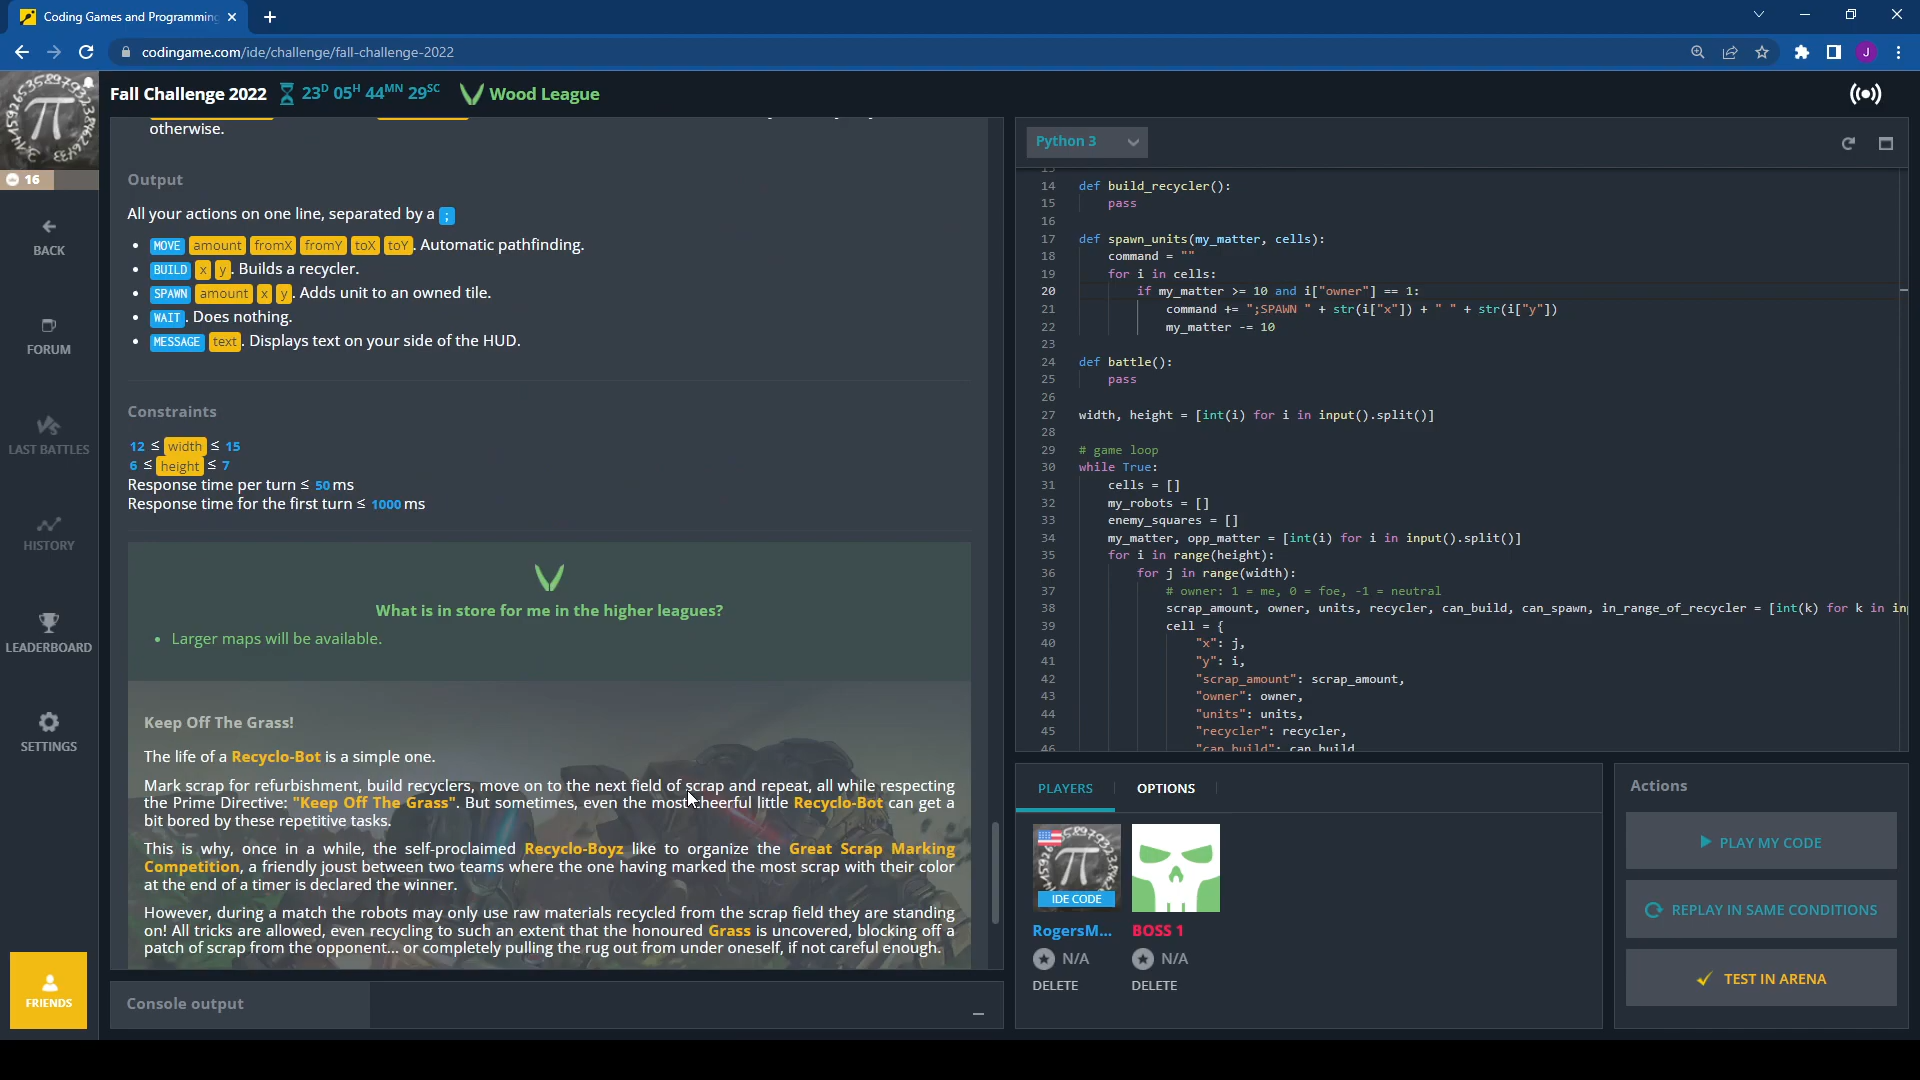 Coding Games and Programming
codingame.com/ide/challenge/fall-challenge-2022
J
Fall Challenge 2022 23D 05H 44MN 29SC Wood League
16
BACK
FORUM
LAST BATTLES
HISTORY
LEADERBOARD
SETTINGS
FRIENDS
otherwise.
Output
All your actions on one line, separated by a ;
• MOVE amount fromX fromY toX toY. Automatic pathfinding.
• BUILD x y. Builds a recycler.
• SPAWN amount x y. Adds unit to an owned tile.
• WAIT. Does nothing.
• MESSAGE text. Displays text on your side of the HUD.
Constraints
12 ≤ width ≤ 15
6 ≤ height ≤ 7
Response time per turn ≤ 50 ms
Response time for the first turn ≤ 1000 ms
What is in store for me in the higher leagues?
• Larger maps will be available.
Keep Off The Grass!
The life of a Recyclo-Bot is a simple one.
Mark scrap for refurbishment, build recyclers, move on to the next field of scrap and repeat, all while respecting
the Prime Directive: "Keep Off The Grass". But sometimes, even the most cheerful little Recyclo-Bot can get a
bit bored by these repetitive tasks.
This is why, once in a while, the self-proclaimed Recyclo-Boyz like to organize the Great Scrap Marking
Competition, a friendly joust between two teams where the one having marked the most scrap with their color
at the end of a timer is declared the winner.
However, during a match the robots may only use raw materials recycled from the scrap field they are standing
on! All tricks are allowed, even recycling to such an extent that the honoured Grass is uncovered, blocking off a
patch of scrap from the opponent... or completely pulling the rug out from under oneself, if not careful enough.
Console output
Python 3
14 def build_recycler():
15 pass
16
17 def spawn_units(my_matter, cells):
18 command = ""
19 for i in cells:
20 if my_matter >= 10 and i["owner"] == 1:
21 command += ";SPAWN " + str(i["x"]) + " " + str(i["y"])
22 my_matter -= 10
23
24 def battle():
25 pass
26
27 width, height = [int(i) for i in input().split()]
28
29 # game loop
30 while True:
31 cells = []
32 my_robots = []
33 enemy_squares = []
34 my_matter, opp_matter = [int(i) for i in input().split()]
35 for i in range(height):
36 for j in range(width):
37 # owner: 1 = me, 0 = foe, -1 = neutral
38 scrap_amount, owner, units, recycler, can_build, can_spawn, in_range_of_recycler = [int(k) for k in in
39 cell = {
40 "x": j,
41 "y": i,
42 "scrap_amount": scrap_amount,
43 "owner": owner,
44 "units": units,
45 "recycler": recycler,
46 "can_build": can_build
PLAYERS OPTIONS
IDE CODE
RogersM... BOSS 1
N/A N/A
DELETE DELETE
Actions
PLAY MY CODE
REPLAY IN SAME CONDITIONS
TEST IN ARENA